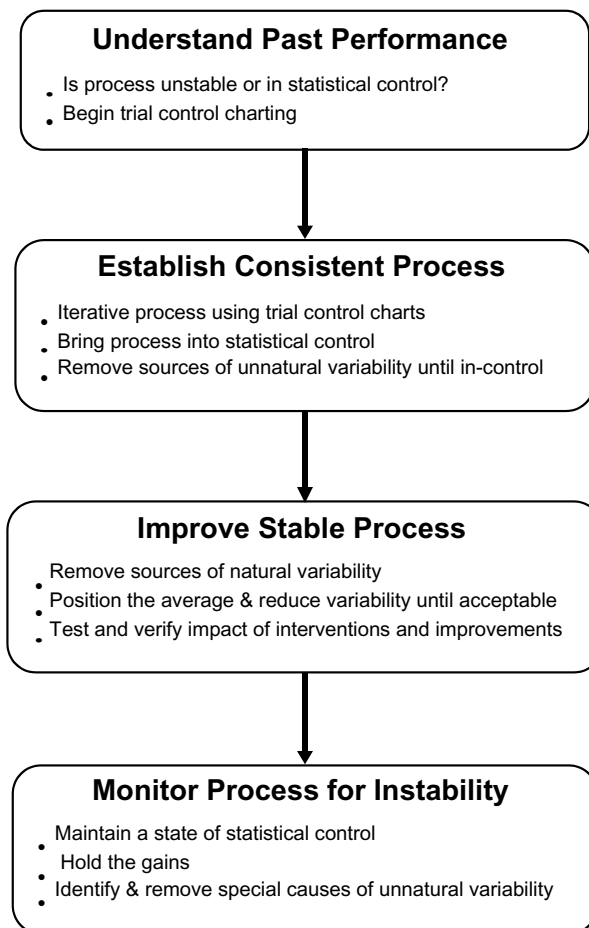 Understand Past Performance
• Is process unstable or in statistical control?
• Begin trial control charting
Establish Consistent Process
• Iterative process using trial control charts
• Bring process into statistical control
• Remove sources of unnatural variability until in-control
Improve Stable Process
• Remove sources of natural variability
• Position the average & reduce variability until acceptable
• Test and verify impact of interventions and improvements
Monitor Process for Instability
• Maintain a state of statistical control
• Hold the gains
• Identify & remove special causes of unnatural variability